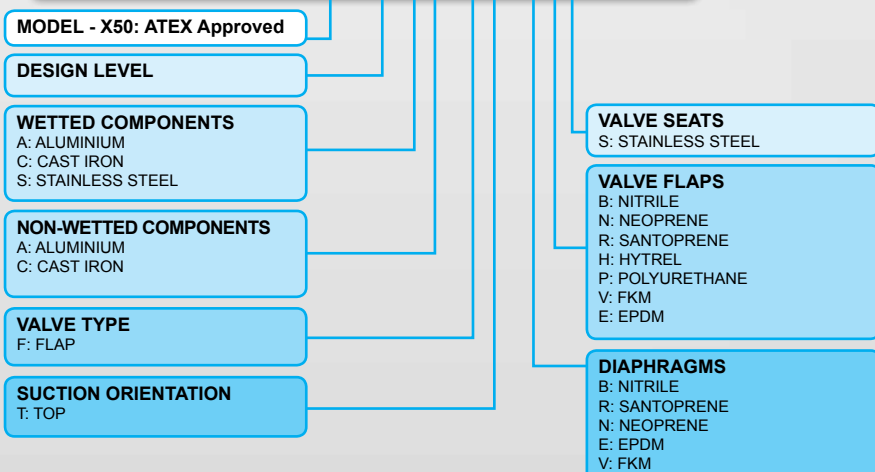 MODEL - X50: ATEX Approved
DESIGN LEVEL
WETTED COMPONENTS
A: ALUMINIUM
C: CAST IRON
S: STAINLESS STEEL
NON-WETTED COMPONENTS
A: ALUMINIUM
C: CAST IRON
VALVE TYPE
F: FLAP
SUCTION ORIENTATION
T: TOP
VALVE SEATS
S: STAINLESS STEEL
VALVE FLAPS
B: NITRILE
N: NEOPRENE
R: SANTOPRENE
H: HYTREL
P: POLYURETHANE
V: FKM
E: EPDM
DIAPHRAGMS
B: NITRILE
R: SANTOPRENE
N: NEOPRENE
E: EPDM
V: FKM